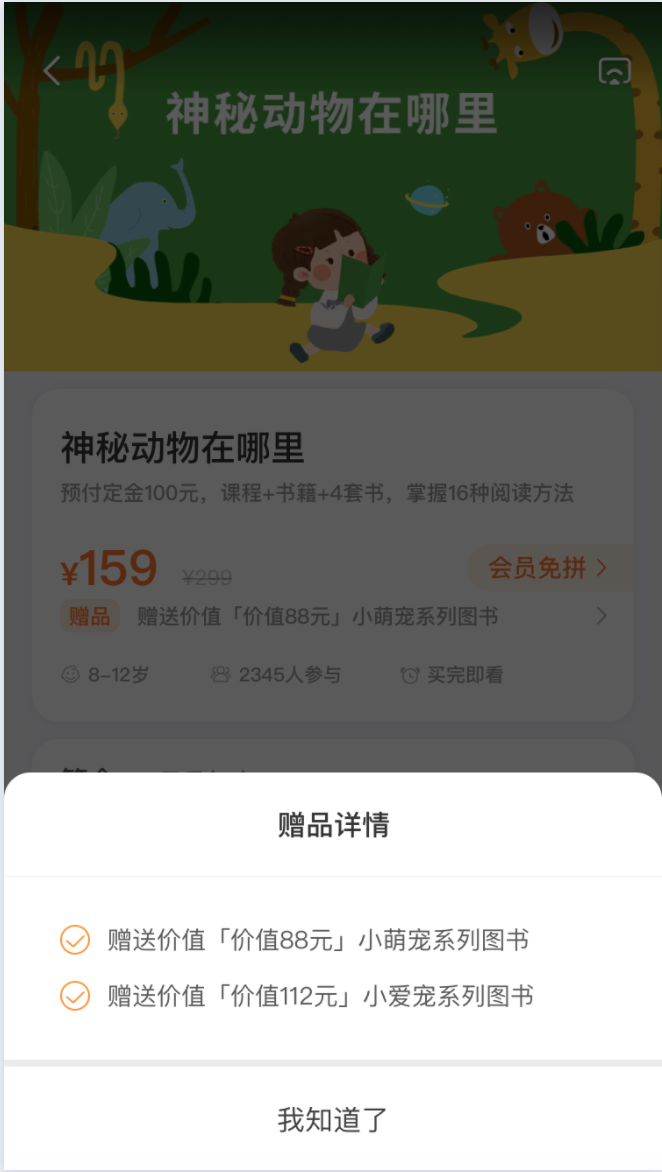 神秘动物在哪里
神秘动物在哪里
预付定金100元，课程+书籍+4套书，掌握16种阅读方法
¥159 ¥299 会员免拼
赠品 赠送价值「价值88元」小萌宠系列图书
8-12岁 2345人参与 买完即看
赠品详情
赠送价值「价值88元」小萌宠系列图书
赠送价值「价值112元」小爱宠系列图书
我知道了